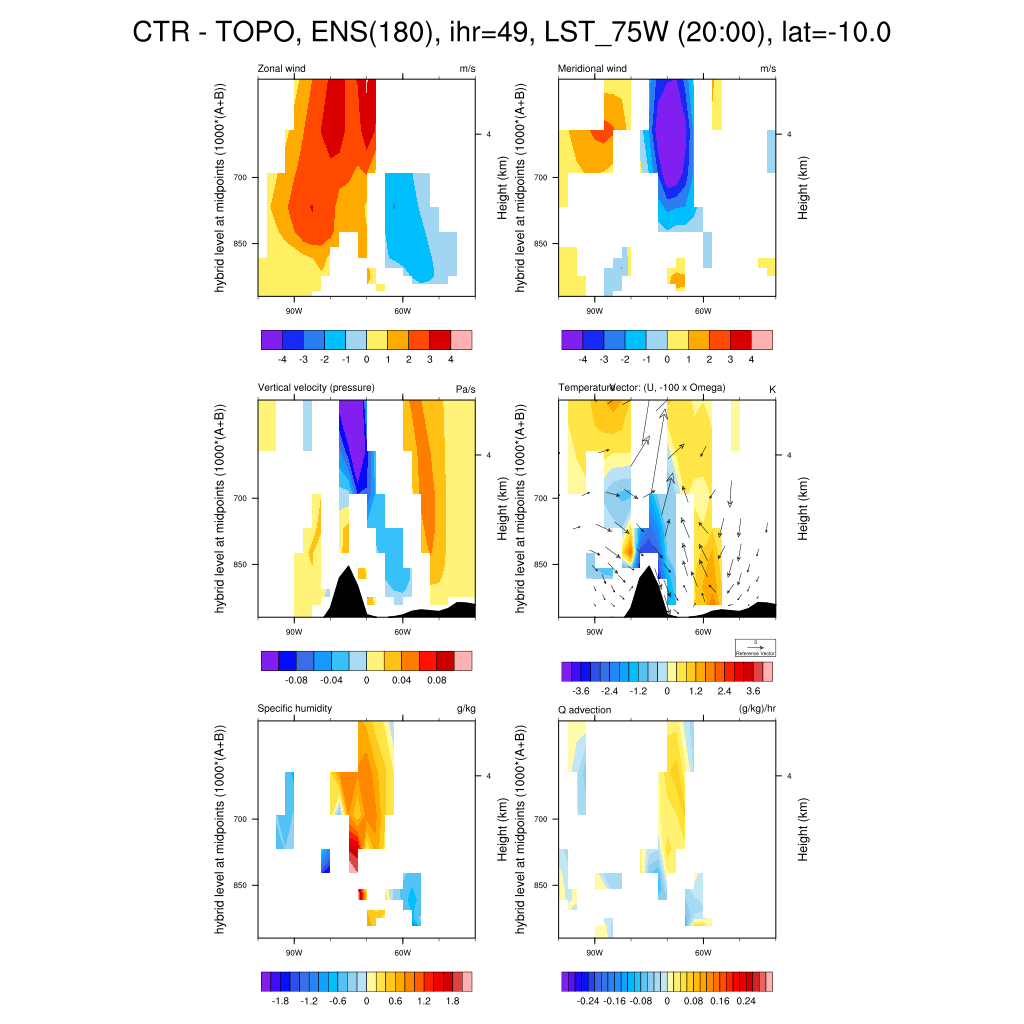 CTR - TOPO, ENS(180), ihr=49, LST_75W (20:00), lat=-10.0
Zonal wind m/s
hybrid level at midpoints (1000*(A+B))
700
850
4
Height (km)
90W 60W
-4 -3 -2 -1 0 1 2 3 4
Meridional wind m/s
hybrid level at midpoints (1000*(A+B))
700
850
4
Height (km)
90W 60W
-4 -3 -2 -1 0 1 2 3 4
Vertical velocity (pressure) Pa/s
hybrid level at midpoints (1000*(A+B))
700
850
4
Height (km)
90W 60W
-0.08 -0.04 0 0.04 0.08
Temperature Vector: (U, -100 x Omega) K
hybrid level at midpoints (1000*(A+B))
700
850
4
Height (km)
90W 60W
3
Reference Vector
-3.6 -2.4 -1.2 0 1.2 2.4 3.6
Specific humidity g/kg
hybrid level at midpoints (1000*(A+B))
700
850
4
Height (km)
90W 60W
-1.8 -1.2 -0.6 0 0.6 1.2 1.8
Q advection (g/kg)/hr
hybrid level at midpoints (1000*(A+B))
700
850
4
Height (km)
90W 60W
-0.24 -0.16 -0.08 0 0.08 0.16 0.24